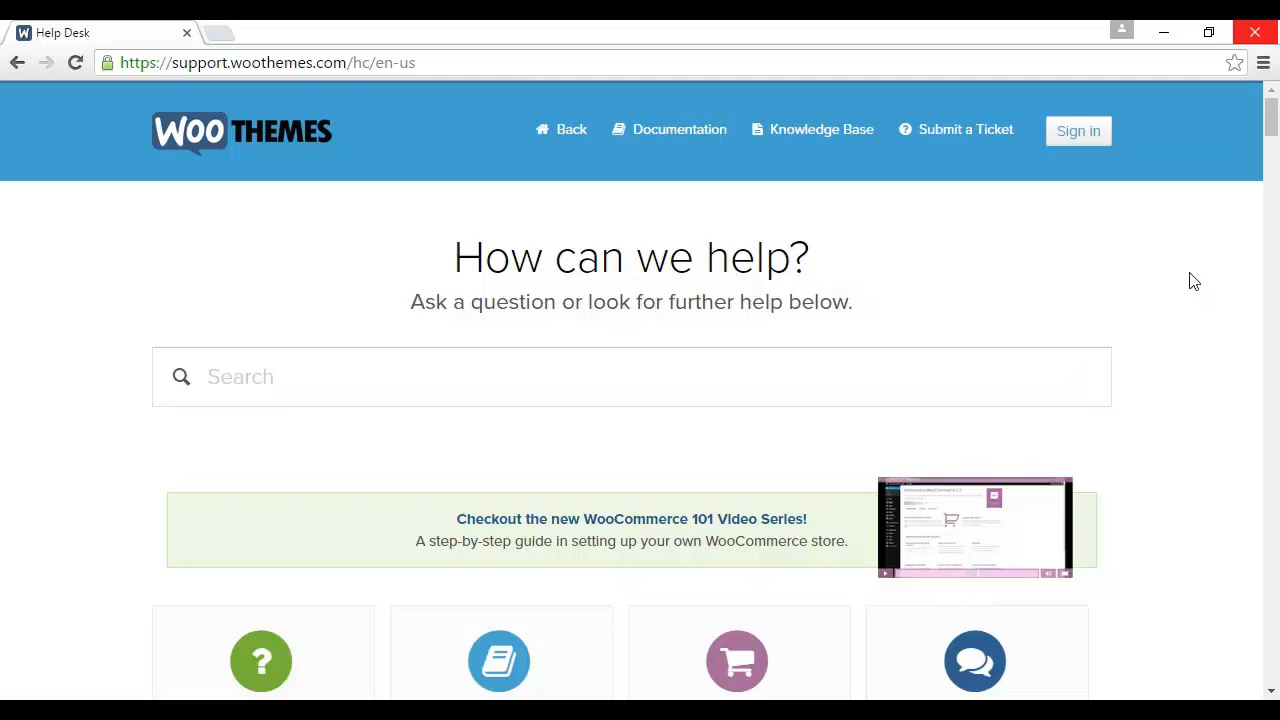 Help Desk
https://support.woothemes.com/hc/en-us
WOO THEMES
Back
Documentation
Knowledge Base
Submit a Ticket
Sign in
How can we help?
Ask a question or look for further help below.
Search
Checkout the new WooCommerce 101 Video Series!
A step-by-step guide in setting up your own WooCommerce store.